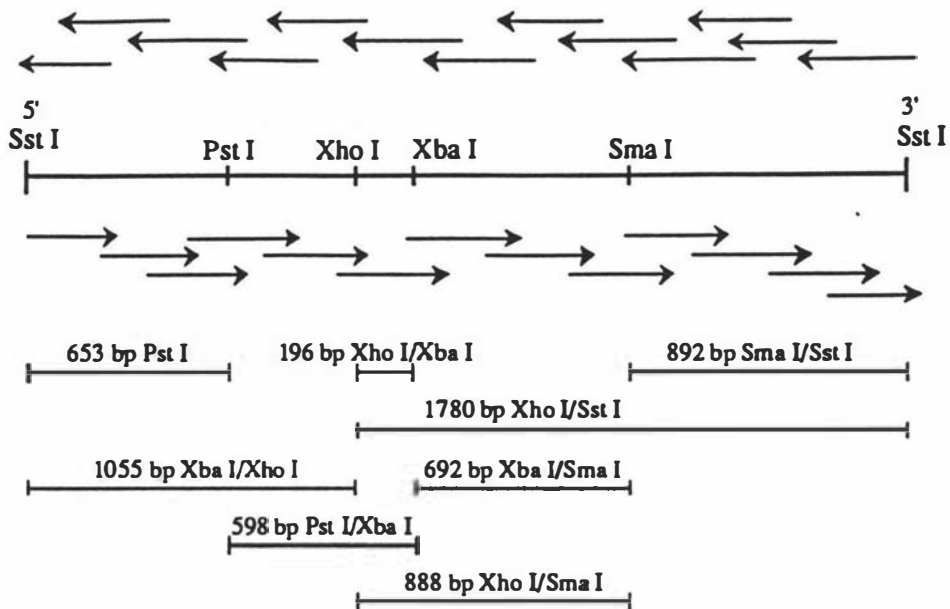 5' 3'
Sst I Sst I
Pst I Xho I Xba I Sma I
653 bp Pst I 196 bp Xho I/Xba I 892 bp Sma I/Sst I
1780 bp Xho I/Sst I
1055 bp Xba I/Xho I 692 bp Xba I/Sma I
598 bp Pst I/Xba I
888 bp Xho I/Sma I